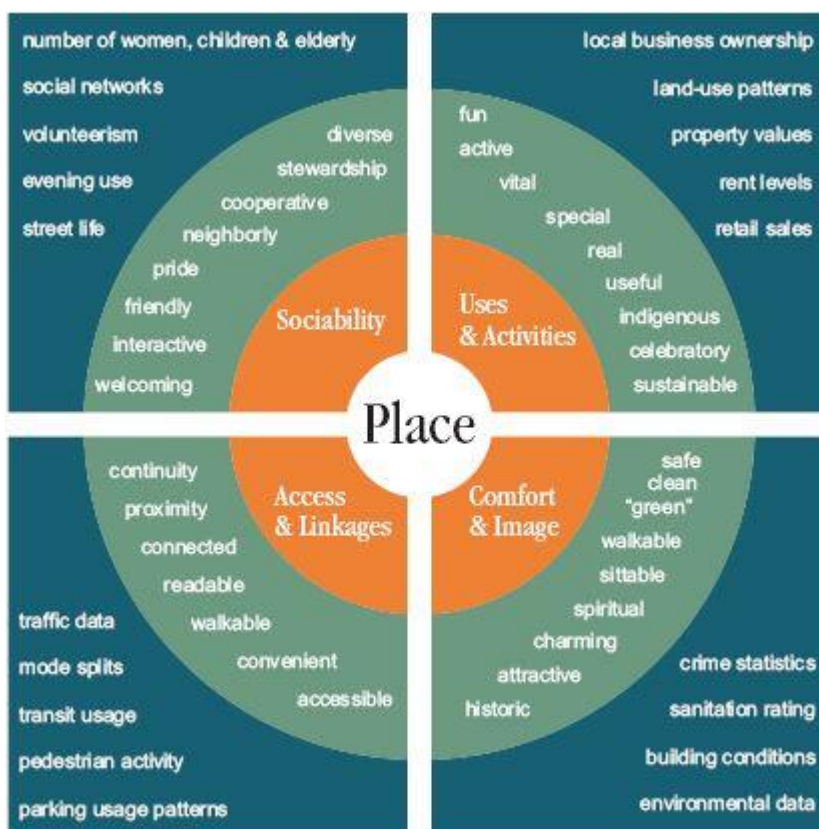 number of women, children & elderly
social networks
volunteerism
evening use
street life
diverse
stewardship
cooperative
neighborly
pride
friendly
interactive
welcoming
Sociability
local business ownership
land-use patterns
property values
rent levels
retail sales
fun
active
vital
special
real
useful
indigenous
celebratory
sustainable
Uses
& Activities
Place
continuity
proximity
connected
readable
walkable
convenient
accessible
Access
& Linkages
traffic data
mode splits
transit usage
pedestrian activity
parking usage patterns
Comfort
& Image
safe
clean
"green"
walkable
sittable
spiritual
charming
attractive
historic
crime statistics
sanitation rating
building conditions
environmental data